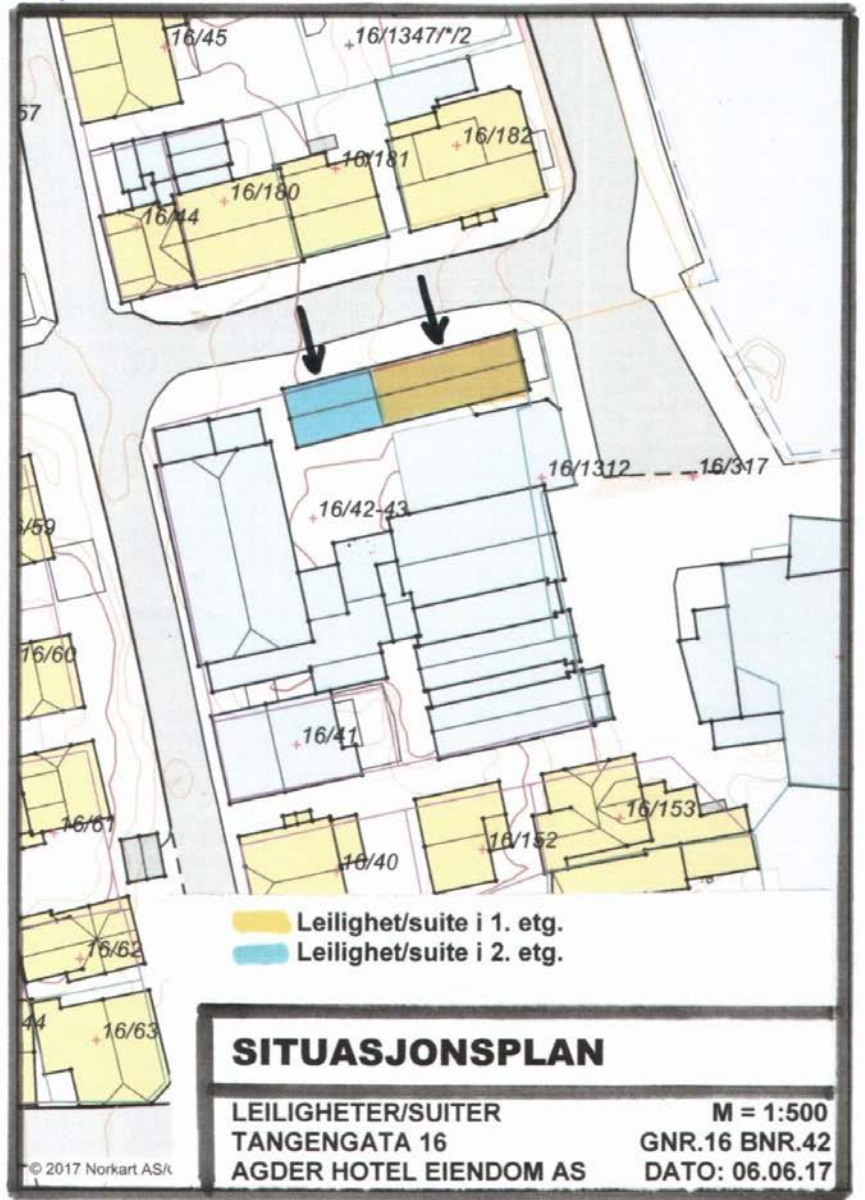 16/45
16/1347/*/2
57
16/182
16/181
16/180
16/44
16/1312
16/317
16/42-43
16/60
16/41
16/61
16/153
16/152
16/40
Leilighet/suite i 1. etg.
Leilighet/suite i 2. etg.
16/62
44
16/63
SITUASJONSPLAN
LEILIGHETER/SUITER M = 1:500
TANGENGATA 16 GNR.16 BNR.42
AGDER HOTEL EIENDOM AS DATO: 06.06.17
© 2017 Norkart AS/